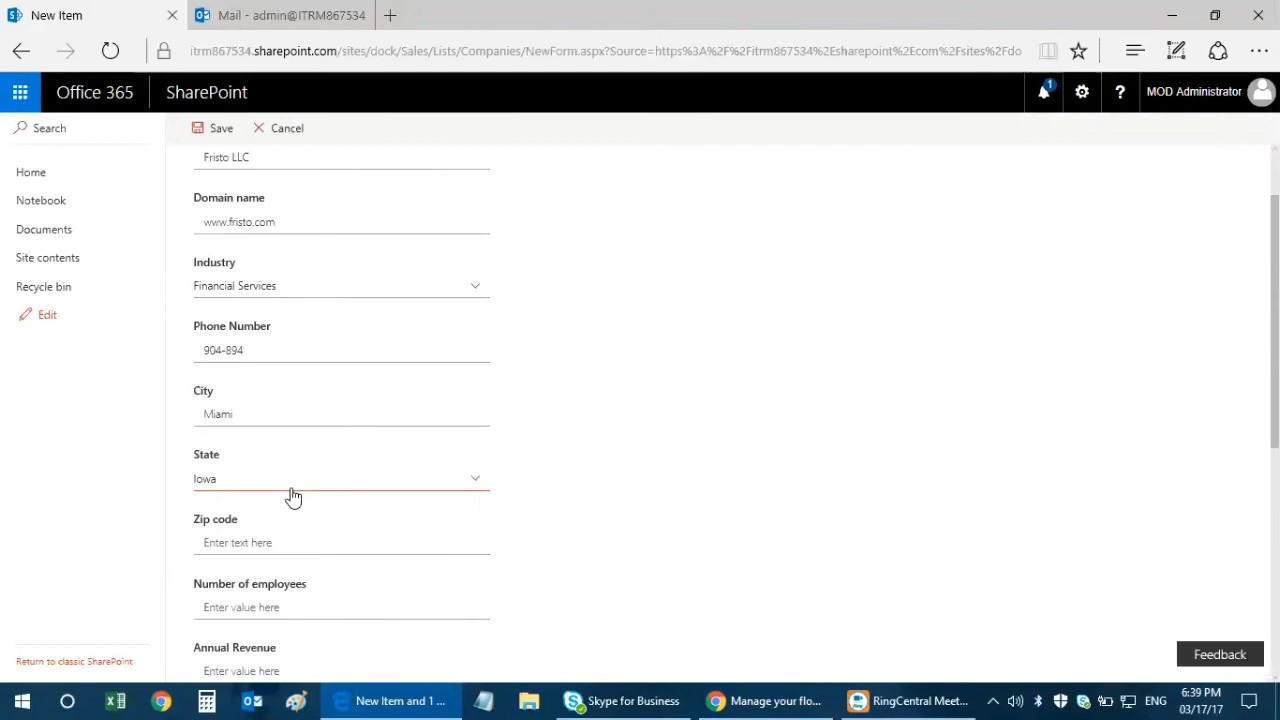 New Item
Mail - admin@ITRM867534
itrm867534.sharepoint.com/sites/dock/Sales/Lists/Companies/NewForm.aspx?Source=https%3A%2F%2Fitrm867534%2Esharepoint%2Ecom%2Fsites%2Fdo
Office 365
SharePoint
1
?
MOD Administrator
Search
Save
Cancel
Home
Notebook
Documents
Site contents
Recycle bin
Edit
Return to classic SharePoint
Fristo LLC
Domain name
www.fristo.com
Industry
Financial Services
Phone Number
904-894
City
Miami
State
Iowa
Zip code
Enter text here
Number of employees
Enter value here
Annual Revenue
Enter value here
Feedback
New Item and 1 ...
Skype for Business
Manage your flo...
RingCentral Meet...
ENG
6:39 PM
03/17/17